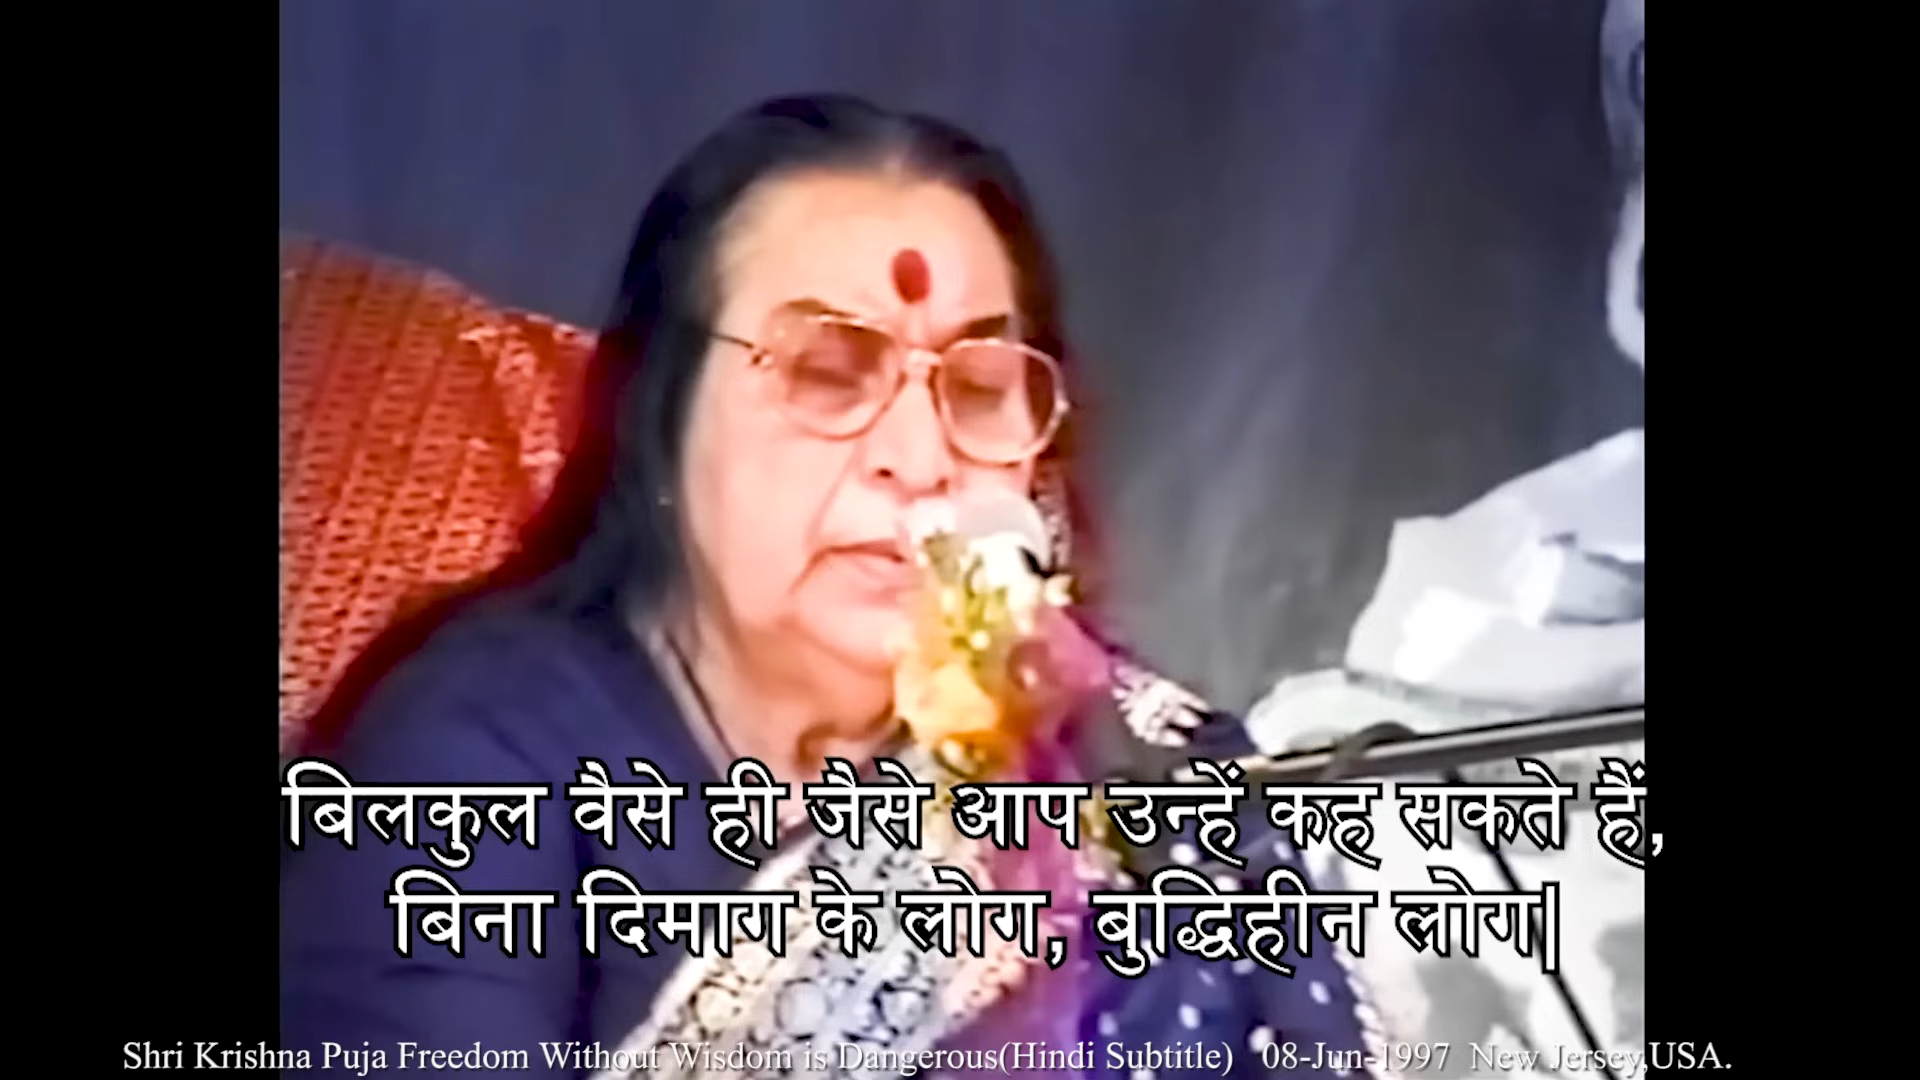 बिलकुल वैसे ही जैसे आप उन्हें कह सकते हैं,
बिना दिमाग के लोग, बुद्धिहीन लोग|
Shri Krishna Puja Freedom Without Wisdom is Dangerous(Hindi Subtitle)   08-Jun-1997  New Jersey,USA.